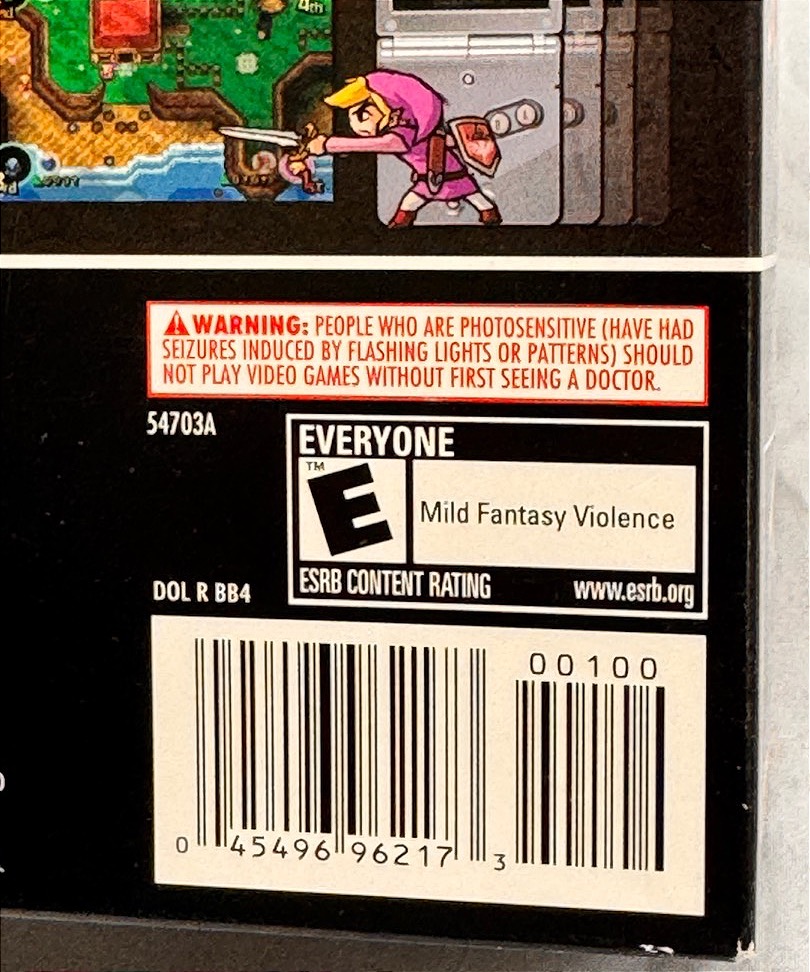 4th
WARNING: PEOPLE WHO ARE PHOTOSENSITIVE (HAVE HAD
SEIZURES INDUCED BY FLASHING LIGHTS OR PATTERNS) SHOULD
NOT PLAY VIDEO GAMES WITHOUT FIRST SEEING A DOCTOR.
54703A
EVERYONE
™
E
Mild Fantasy Violence
ESRB CONTENT RATING www.esrb.org
DOL R BB4
00100
0 45496 96217 3